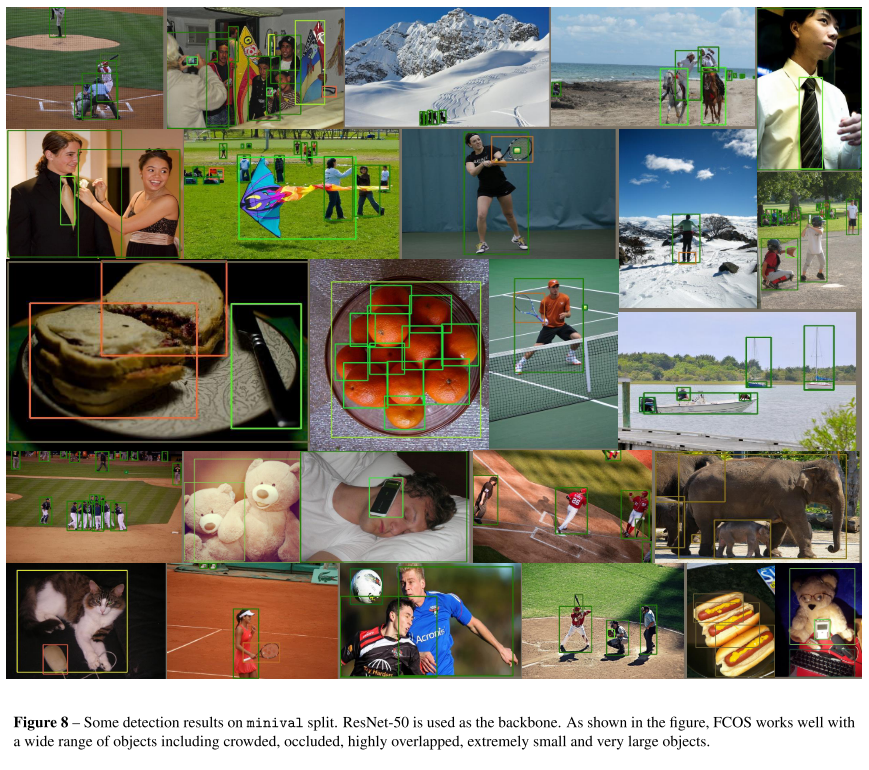 26
Acronis
Figure 8 – Some detection results on minival split. ResNet-50 is used as the backbone. As shown in the figure, FCOS works well with
a wide range of objects including crowded, occluded, highly overlapped, extremely small and very large objects.